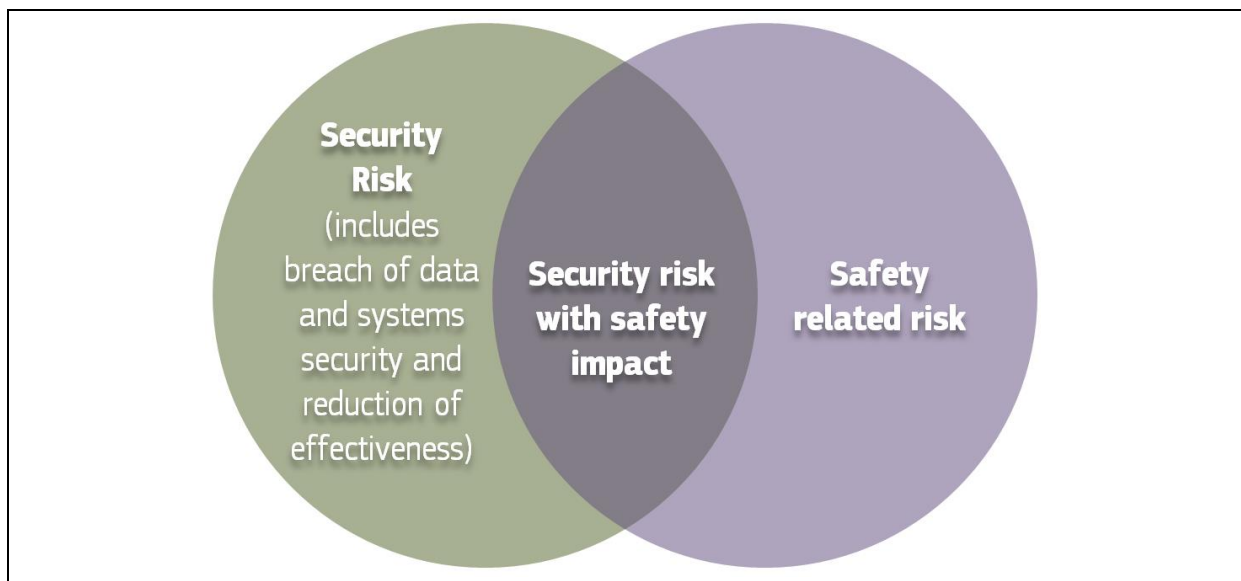 Security
Risk
(includes
breach of data
and systems
security and
reduction of
effectiveness)
Security risk
with safety
impact
Safety
related risk